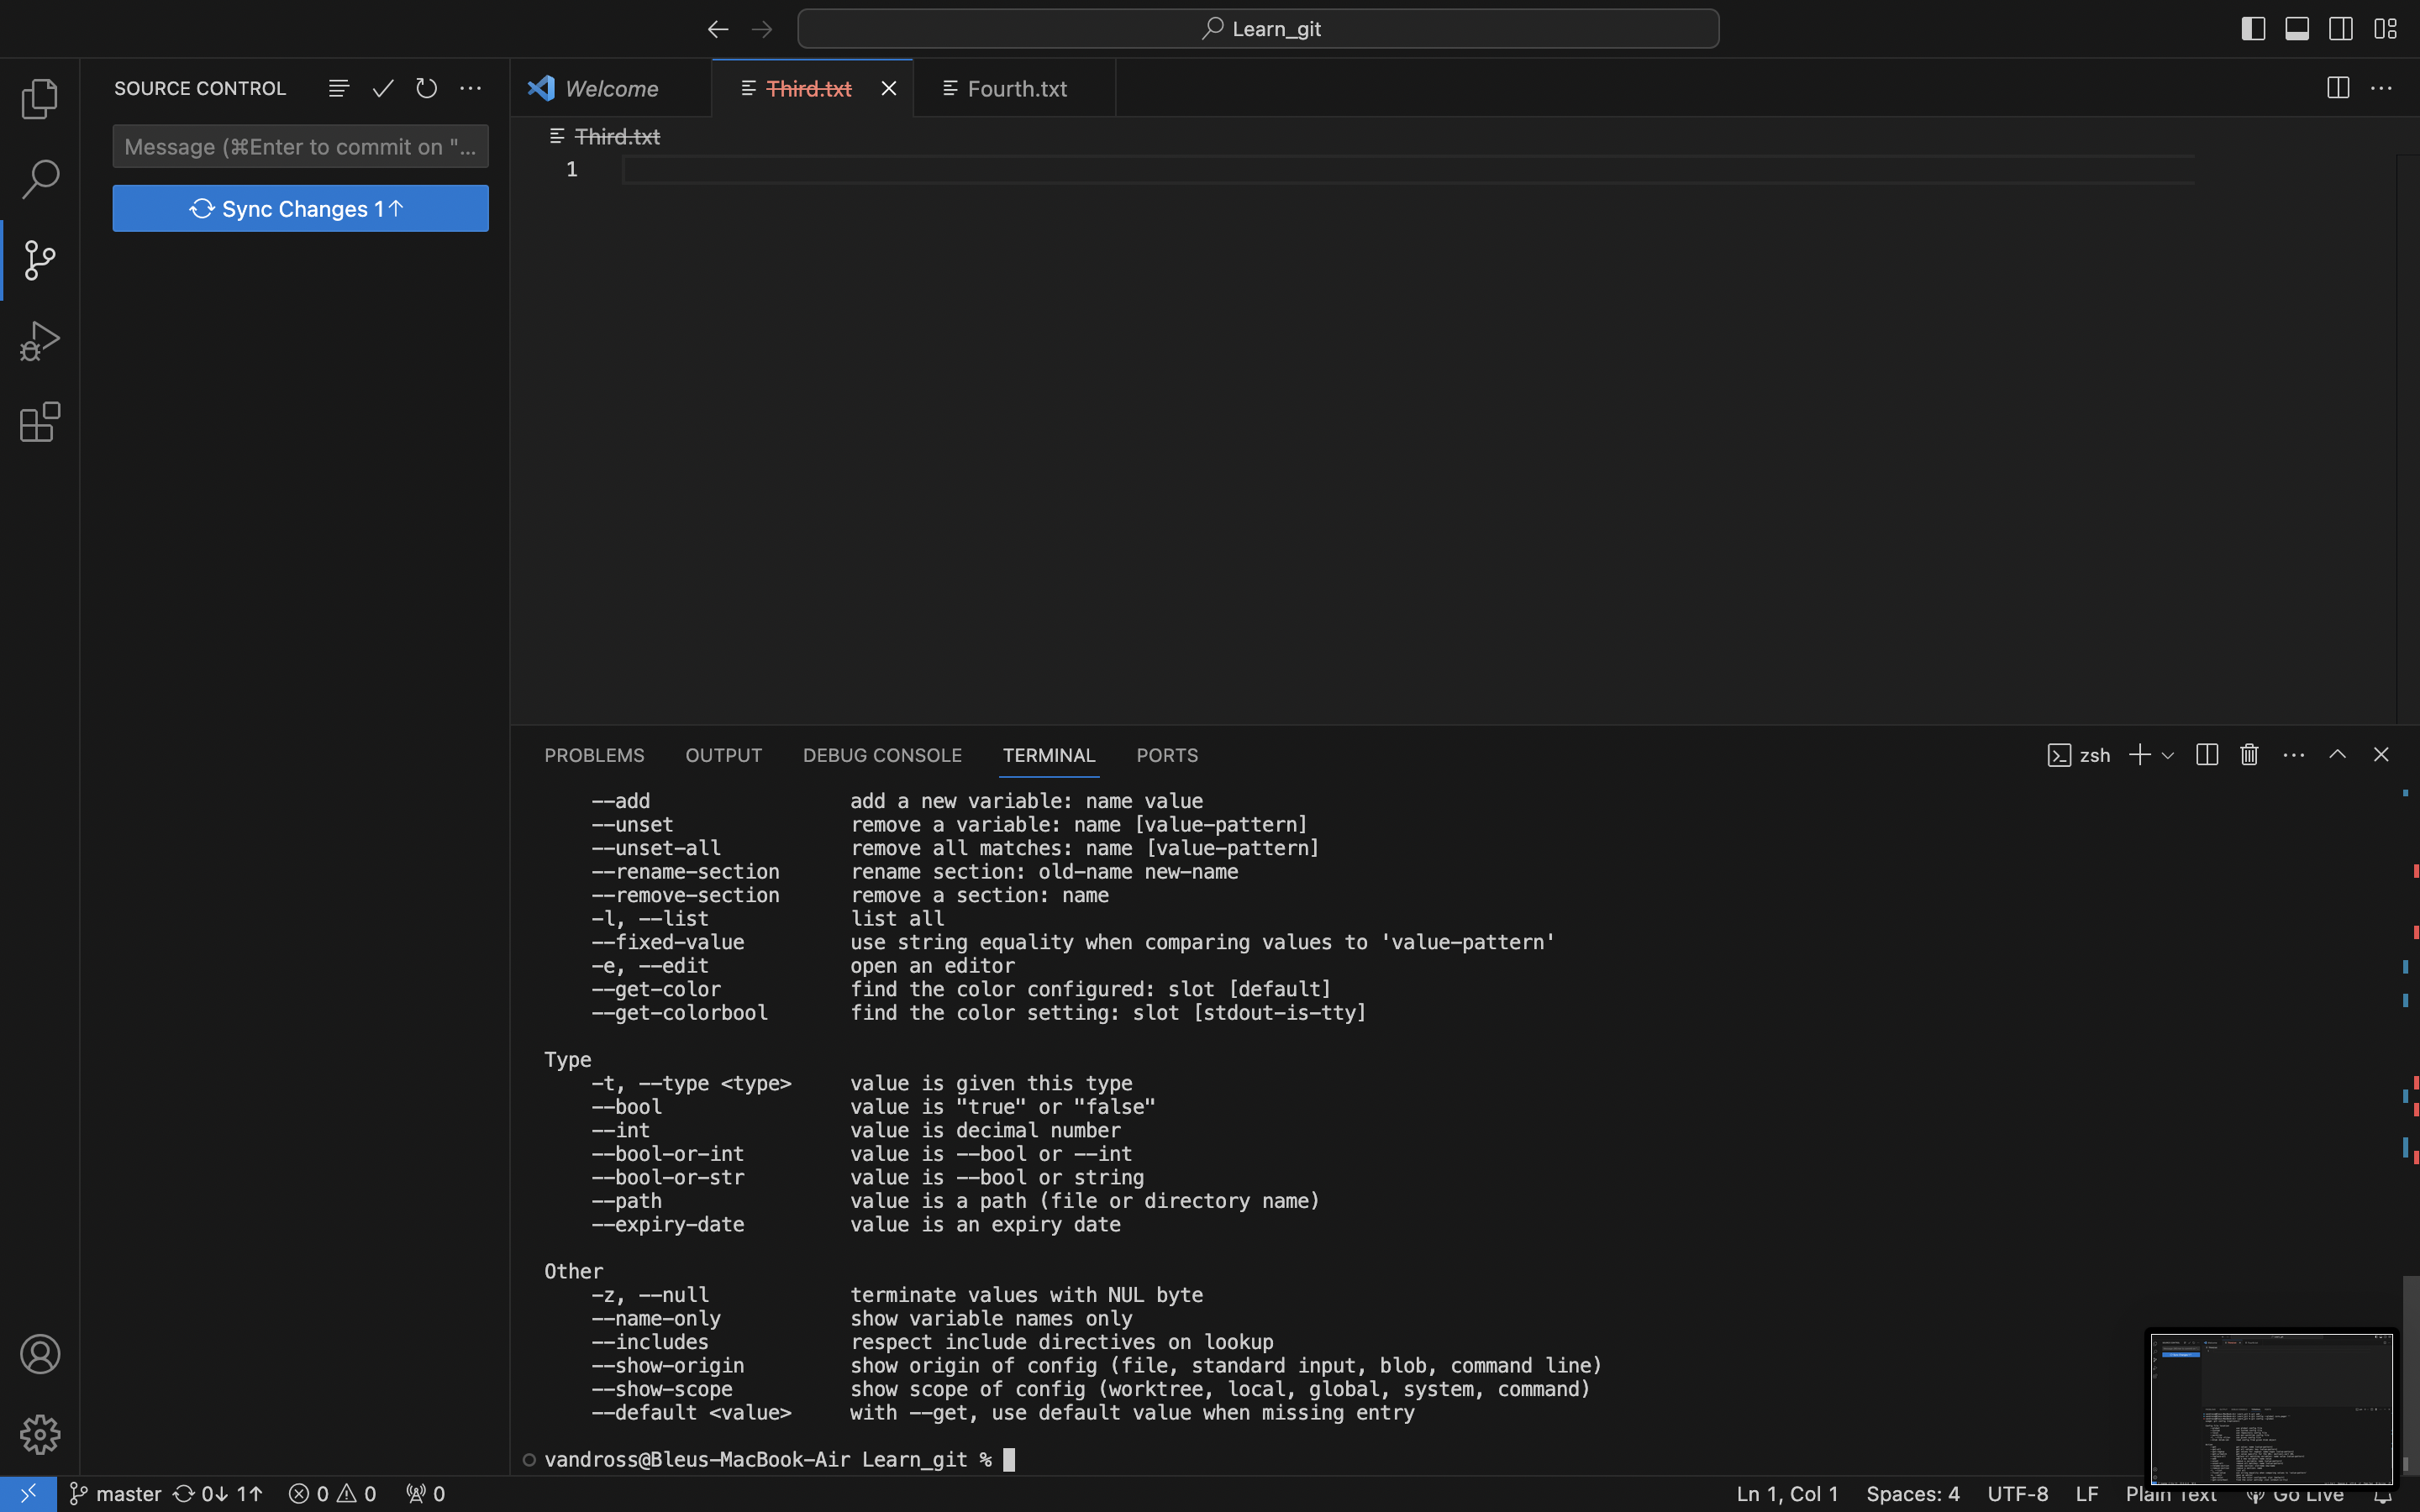 Learn_git
SOURCE CONTROL
Message (⌘Enter to commit on "...
Sync Changes 1↑
Welcome
Third.txt
Fourth.txt
Third.txt
1
PROBLEMS OUTPUT DEBUG CONSOLE TERMINAL PORTS
zsh
--add add a new variable: name value
--unset remove a variable: name [value-pattern]
--unset-all remove all matches: name [value-pattern]
--rename-section rename section: old-name new-name
--remove-section remove a section: name
-l, --list list all
--fixed-value use string equality when comparing values to 'value-pattern'
-e, --edit open an editor
--get-color find the color configured: slot [default]
--get-colorbool find the color setting: slot [stdout-is-tty]
Type
-t, --type <type> value is given this type
--bool value is "true" or "false"
--int value is decimal number
--bool-or-int value is --bool or --int
--bool-or-str value is --bool or string
--path value is a path (file or directory name)
--expiry-date value is an expiry date
Other
-z, --null terminate values with NUL byte
--name-only show variable names only
--includes respect include directives on lookup
--show-origin show origin of config (file, standard input, blob, command line)
--show-scope show scope of config (worktree, local, global, system, command)
--default <value> with --get, use default value when missing entry
vandross@Bleus-MacBook-Air Learn_git %
master 0↓ 1↑ 0 0 0 Ln 1, Col 1 Spaces: 4 UTF-8 LF Plain Text Go Live